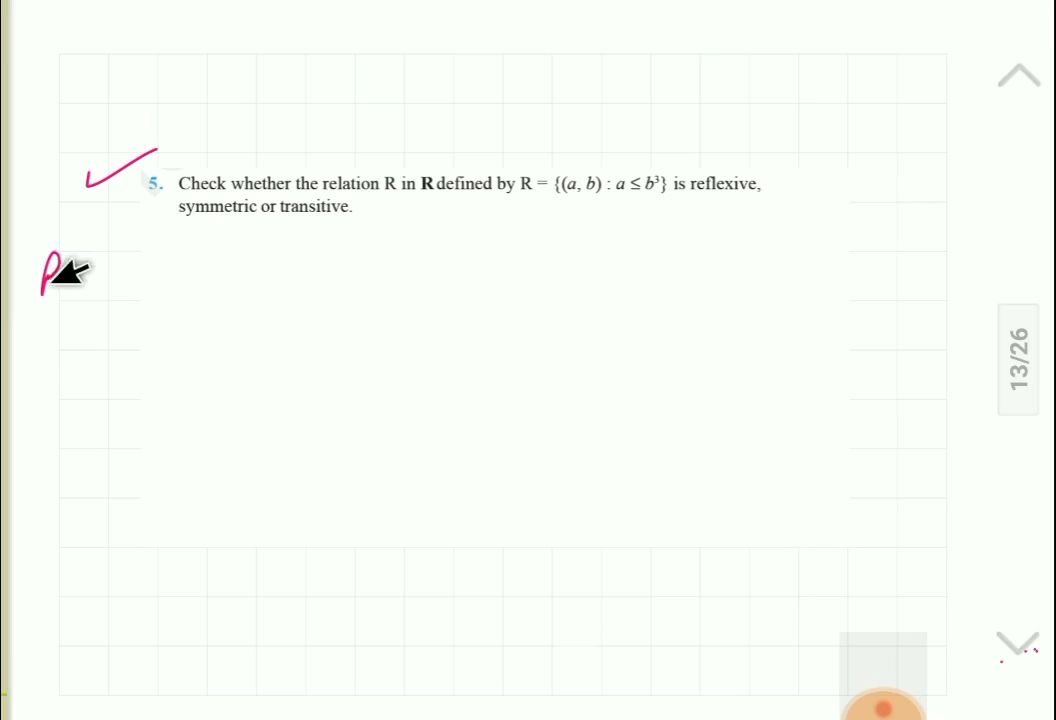 5. Check whether the relation R in R defined by R = {(a, b) : a ≤ b³} is reflexive,
symmetric or transitive.
13/26